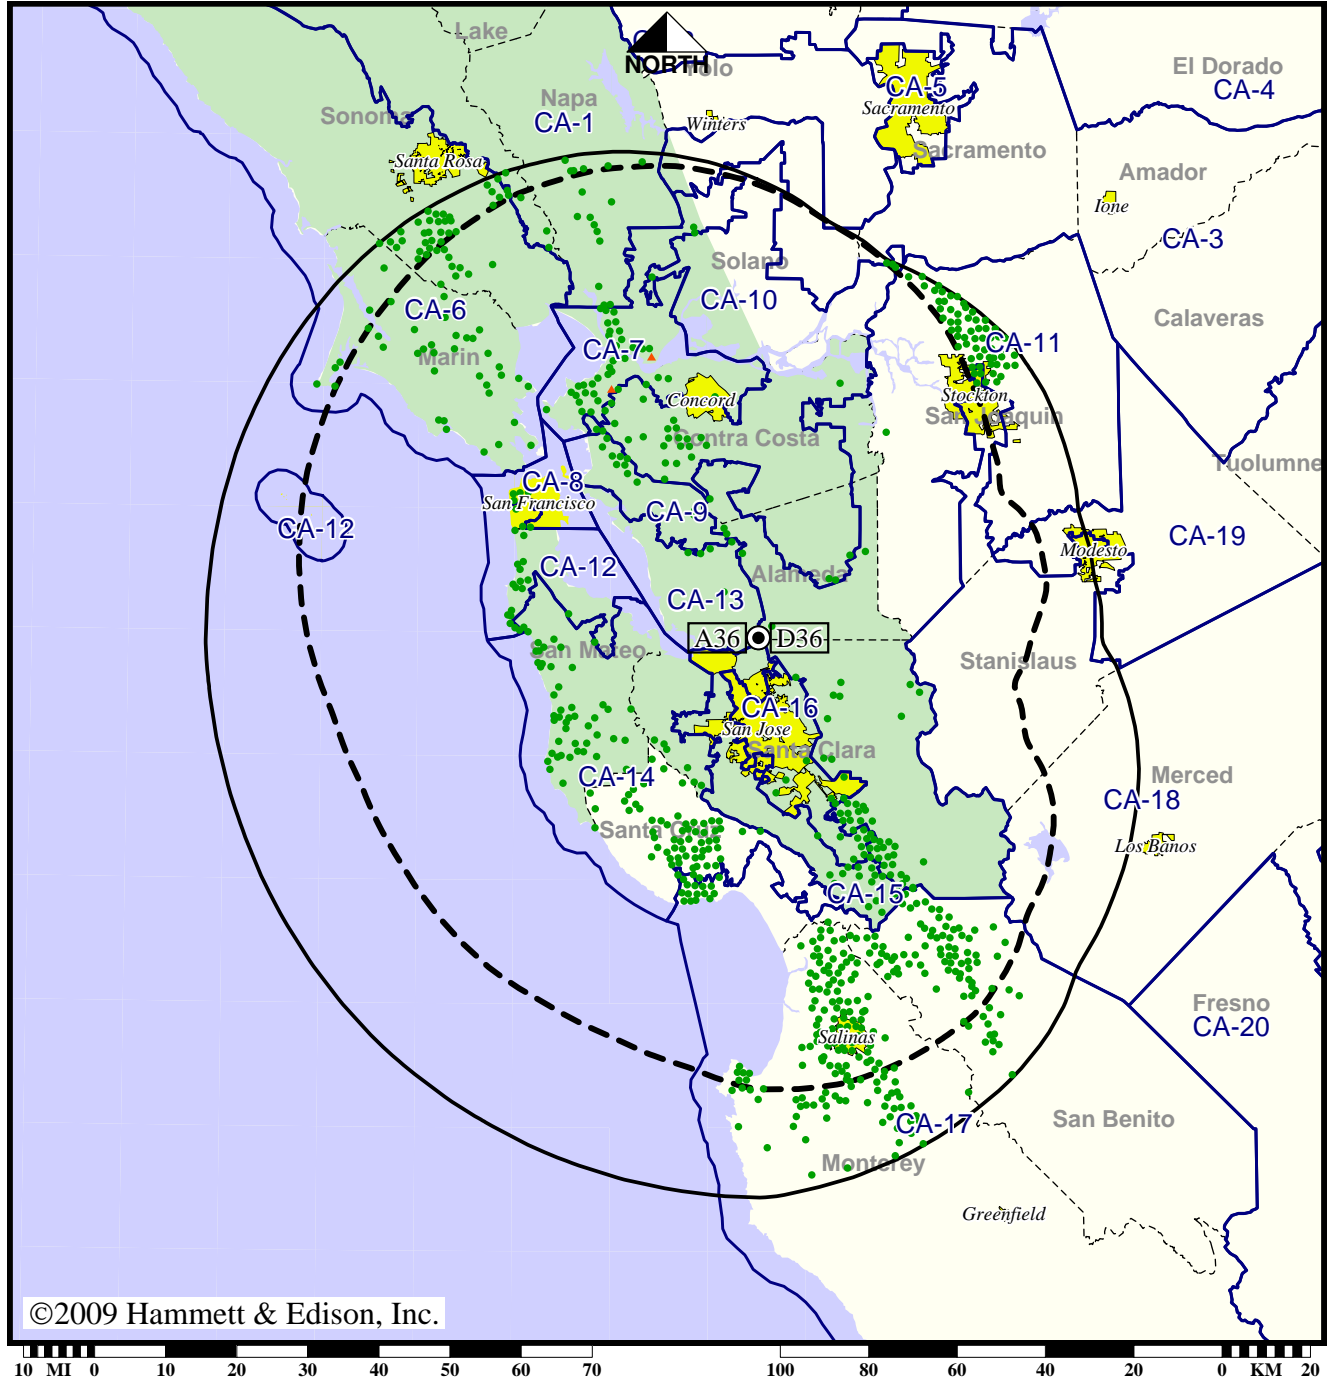 Lake
NORTH
Yolo
El Dorado
CA-4
CA-5
Sacramento
Sacramento
Napa
CA-1
Sonoma
Winters
Santa Rosa
Amador
Ione
CA-3
Solano
CA-10
CA-6
Marin
CA-7
CA-11
Calaveras
Concord
Stockton
San Joaquin
Contra Costa
Tuolumne
CA-8
San Francisco
CA-9
CA-12
CA-19
Modesto
CA-12
Alameda
CA-13
A36
D36
San Mateo
Stanislaus
CA-16
San Jose
Santa Clara
CA-14
Merced
CA-18
Santa Cruz
Los Banos
CA-15
Fresno
CA-20
Salinas
CA-17
San Benito
Monterey
Greenfield
©2009 Hammett & Edison, Inc.
10 MI 0 10 20 30 40 50 60 70 100 80 60 40 20 0 KM 20